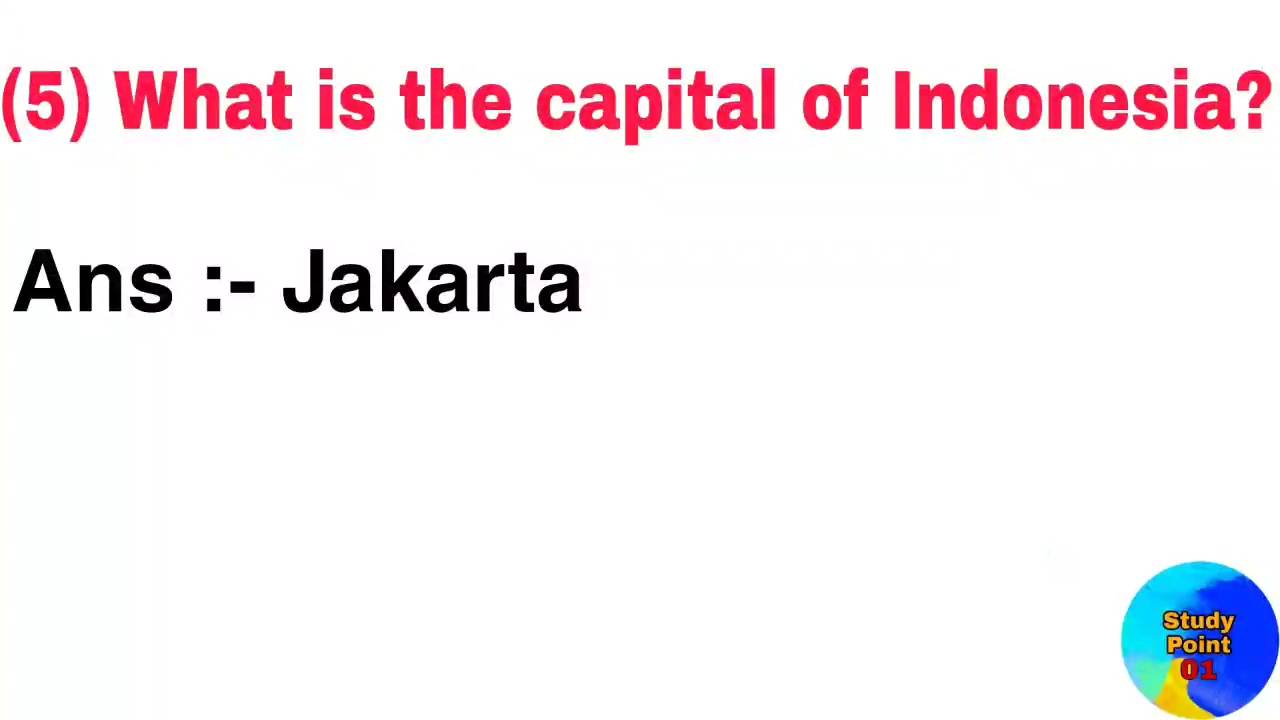 (5) What is the capital of Indonesia?
Ans :- Jakarta
Study
Point
01